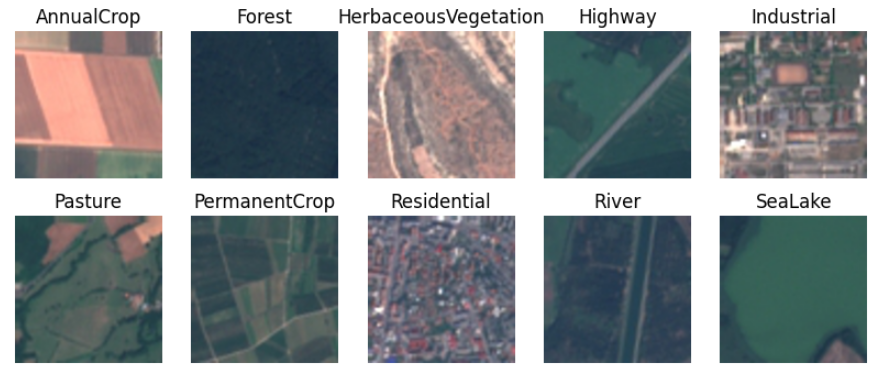 AnnualCrop Forest HerbaceousVegetation Highway Industrial
Pasture PermanentCrop Residential River SeaLake